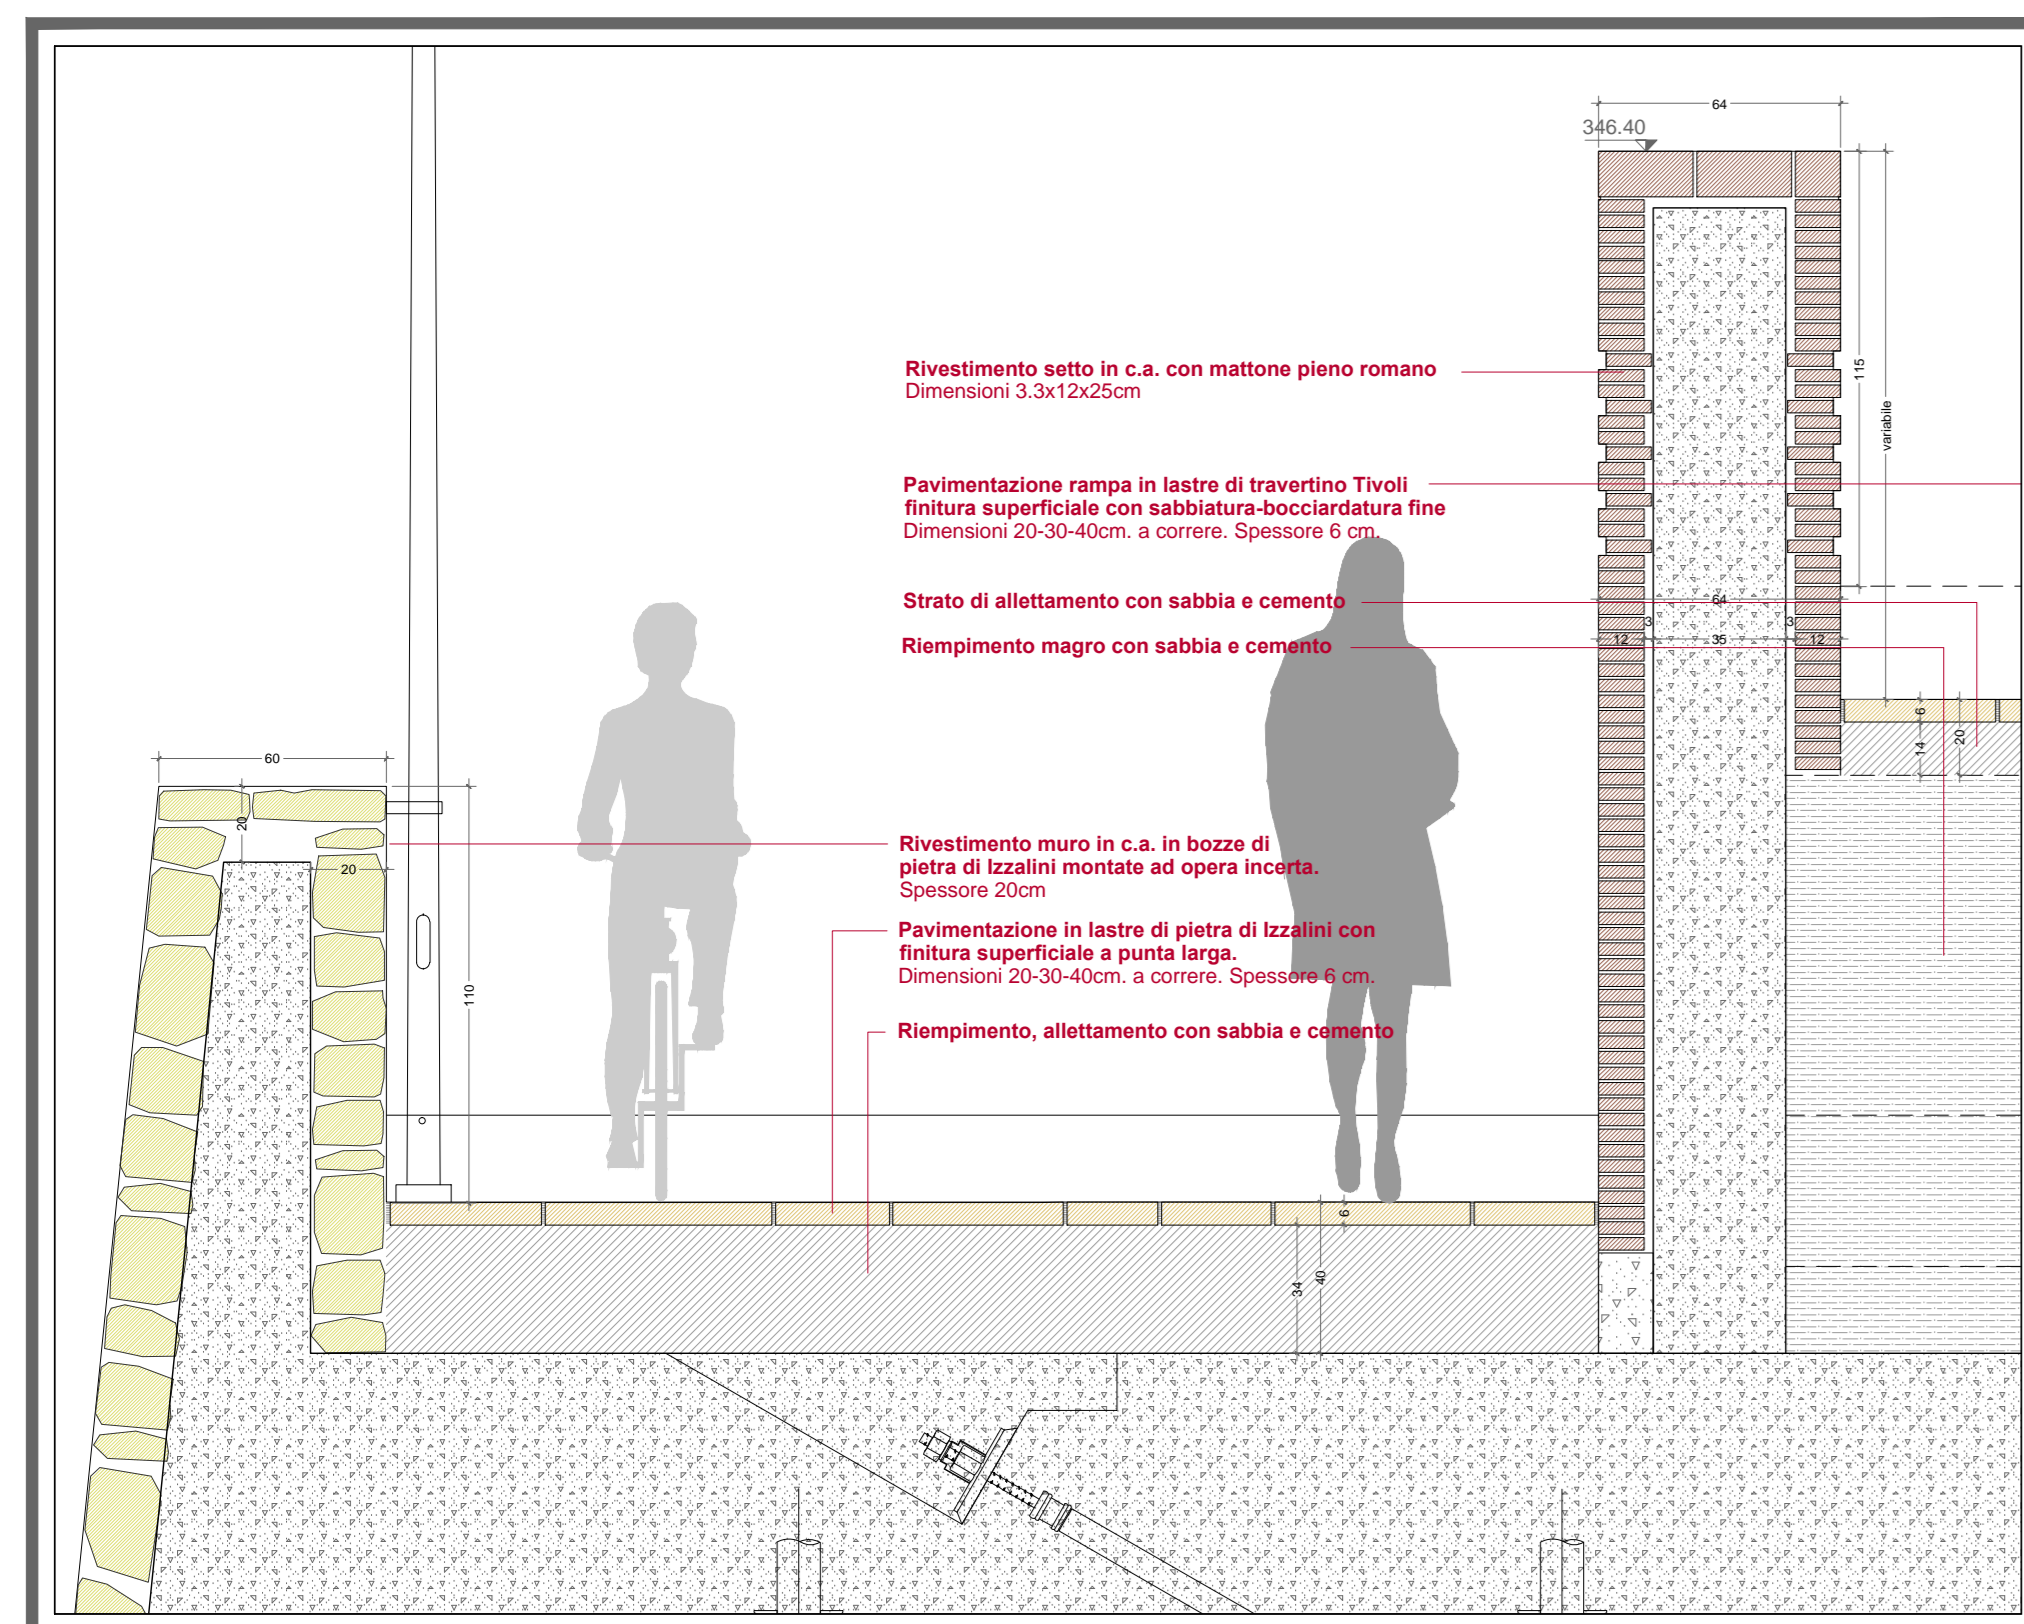 64
346.40
Rivestimento setto in c.a. con mattone pieno romano
Dimensioni 3.3x12x25cm
115
variabile
Pavimentazione rampa in lastre di travertino Tivoli
finitura superficiale con sabbiatura-bocciardatura fine
Dimensioni 20-30-40cm. a correre. Spessore 6 cm.
Strato di allettamento con sabbia e cemento
64
3
3
12
35
12
Riempimento magro con sabbia e cemento
6
14
20
60
20
20
110
Rivestimento muro in c.a. in bozze di
pietra di Izzalini montate ad opera incerta.
Spessore 20cm
Pavimentazione in lastre di pietra di Izzalini con
finitura superficiale a punta larga.
Dimensioni 20-30-40cm. a correre. Spessore 6 cm.
Riempimento, allettamento con sabbia e cemento
6
34
40